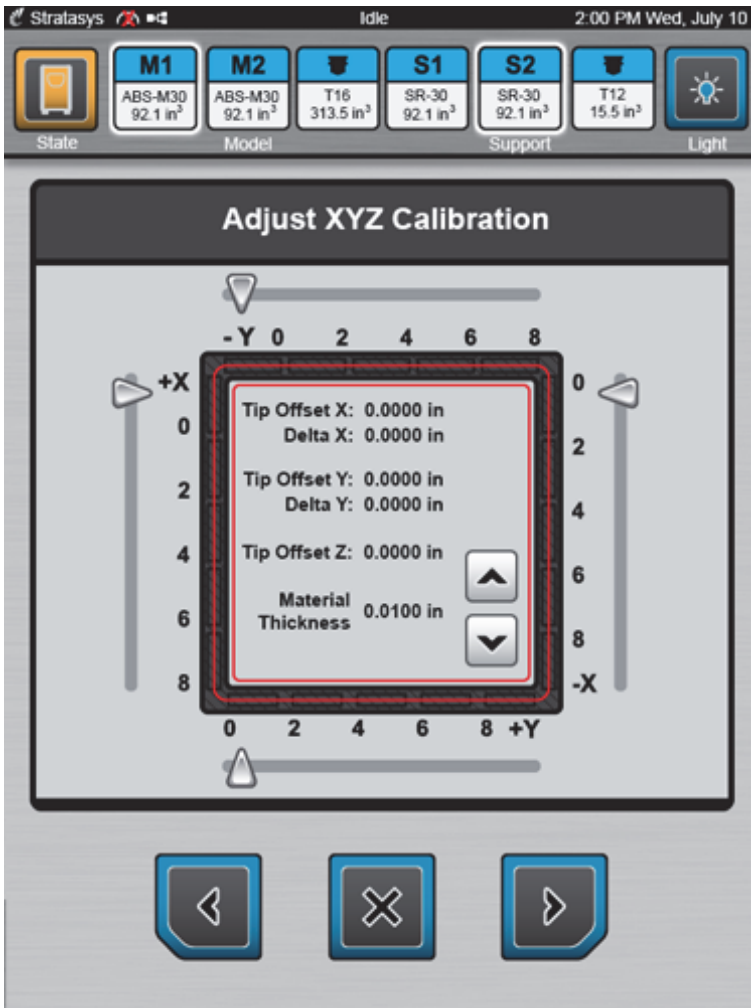 Stratasys Idle 2:00 PM Wed, July 10
M1 M2 S1 S2
ABS-M30 ABS-M30 T16 SR-30 SR-30 T12
92.1 in³ 92.1 in³ 313.5 in³ 92.1 in³ 92.1 in³ 15.5 in³
State Model Support Light
Adjust XYZ Calibration
- Y 0 2 4 6 8
+X 0
0
2
2
4
4
6
6
8
8
-X
Tip Offset X: 0.0000 in
Delta X: 0.0000 in
Tip Offset Y: 0.0000 in
Delta Y: 0.0000 in
Tip Offset Z: 0.0000 in
Material
Thickness 0.0100 in
0 2 4 6 8 +Y